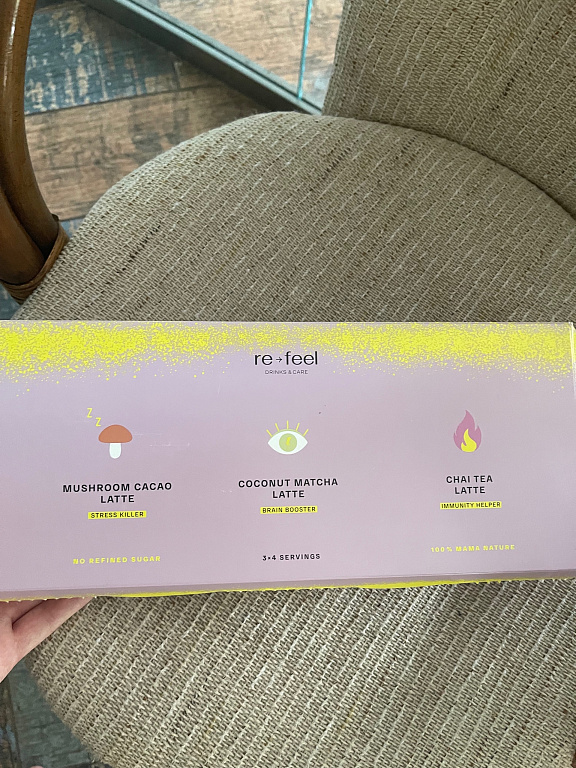 re→feel
DRINKS & CARE
Z
Z
MUSHROOM CACAO
LATTE
STRESS KILLER
NO REFINED SUGAR
COCONUT MATCHA
LATTE
BRAIN BOOSTER
3×4 SERVINGS
CHAI TEA
LATTE
IMMUNITY HELPER
100% MAMA NATURE